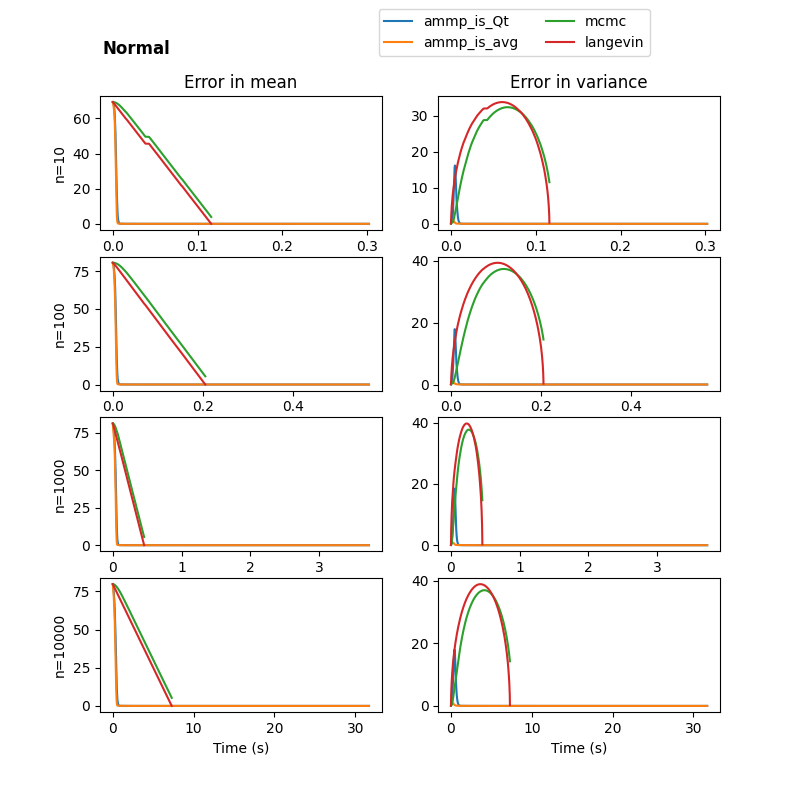 Normal
ammp_is_Qt mcmc
ammp_is_avg langevin
Error in mean Error in variance
n=10
60
40
20
0
0.0 0.1 0.2 0.3
30
20
10
0
0.0 0.1 0.2 0.3
n=100
75
50
25
0
0.0 0.2 0.4
40
20
0
0.0 0.2 0.4
n=1000
75
50
25
0
0 1 2 3
40
20
0
0 1 2 3
n=10000
75
50
25
0
0 10 20 30
Time (s)
40
20
0
0 10 20 30
Time (s)